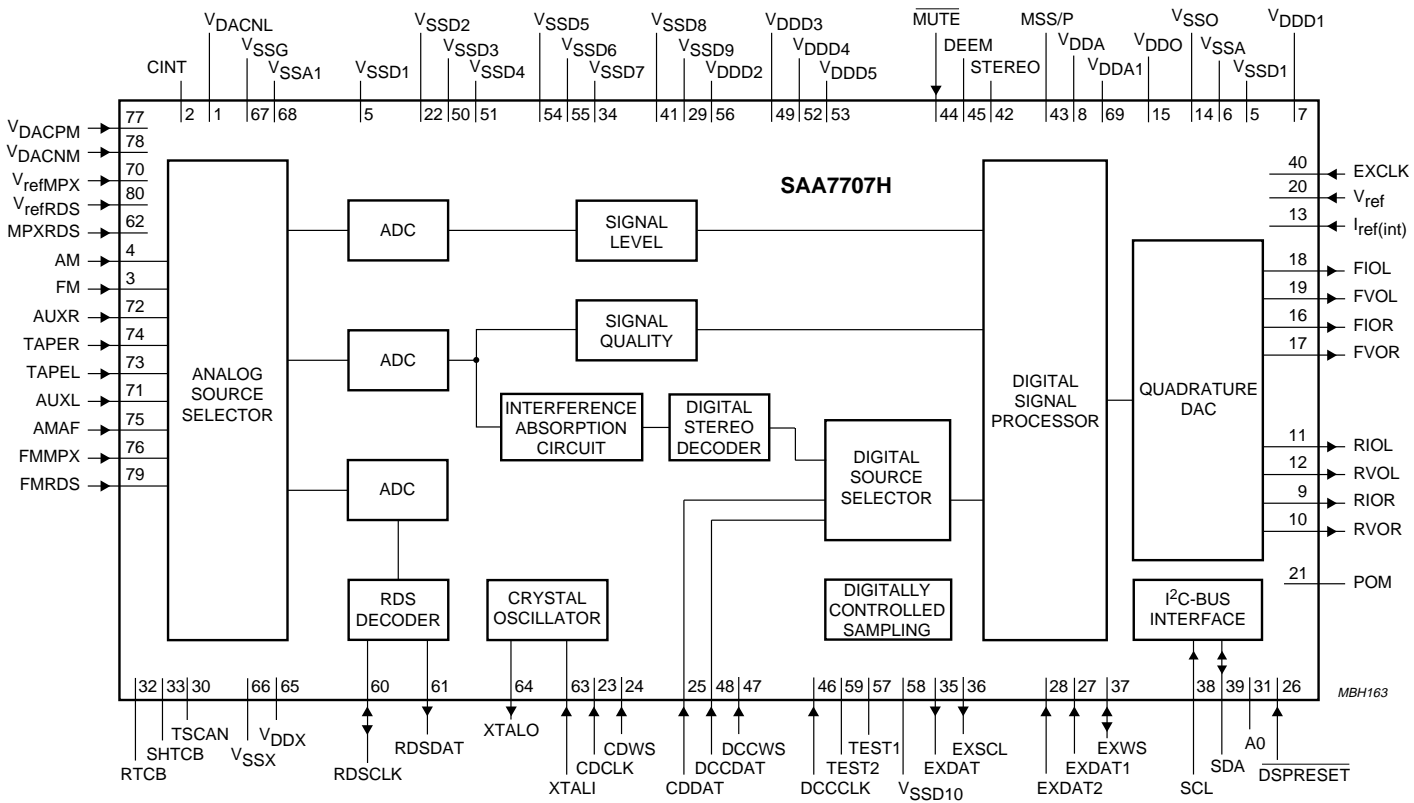 VDACNL
VSSD2
VSSD5
VSSD8
VDDD3
MUTE
MSS/P
VSSO
VDDD1
VSSG
VSSD3
VSSD6
VSSD9
VDDD4
DEEM
VDDA
VDDO
VSSA
CINT
VSSA1
VSSD1
VSSD4
VSSD7
VDDD2
VDDD5
STEREO
VDDA1
VSSD1
2 1 67 68 5 22 50 51 54 55 34 41 29 56 49 52 53 44 45 42 43 8 69 15 14 6 5 7
VDACPM 77
VDACNM 78
VrefMPX 70
VrefRDS 80
MPXRDS 62
AM 4
FM 3
AUXR 72
TAPER 74
TAPEL 73
AUXL 71
AMAF 75
FMMPX 76
FMRDS 79
SAA7707H
ANALOG
SOURCE
SELECTOR
ADC
SIGNAL
LEVEL
ADC
SIGNAL
QUALITY
INTERFERENCE
ABSORPTION
CIRCUIT
DIGITAL
STEREO
DECODER
DIGITAL
SOURCE
SELECTOR
ADC
RDS
DECODER
CRYSTAL
OSCILLATOR
DIGITALLY
CONTROLLED
SAMPLING
DIGITAL
SIGNAL
PROCESSOR
QUADRATURE
DAC
I2C-BUS
INTERFACE
40 EXCLK
20 Vref
13 Iref(int)
18 FIOL
19 FVOL
16 FIOR
17 FVOR
11 RIOL
12 RVOL
9 RIOR
10 RVOR
21 POM
32 33 30 66 65 60 61 64 63 23 24 25 48 47 46 59 57 58 35 36 28 27 37 38 39 31 26
MBH163
TSCAN
VDDX
RDSDAT
XTALO
CDWS
DCCWS
TEST1
EXSCL
EXWS
A0
SHTCB
VSSX
CDCLK
DCCDAT
TEST2
EXDAT
EXDAT1
SDA
RTCB
RDSCLK
XTALI
CDDAT
DCCCLK
VSSD10
EXDAT2
SCL
DSPRESET